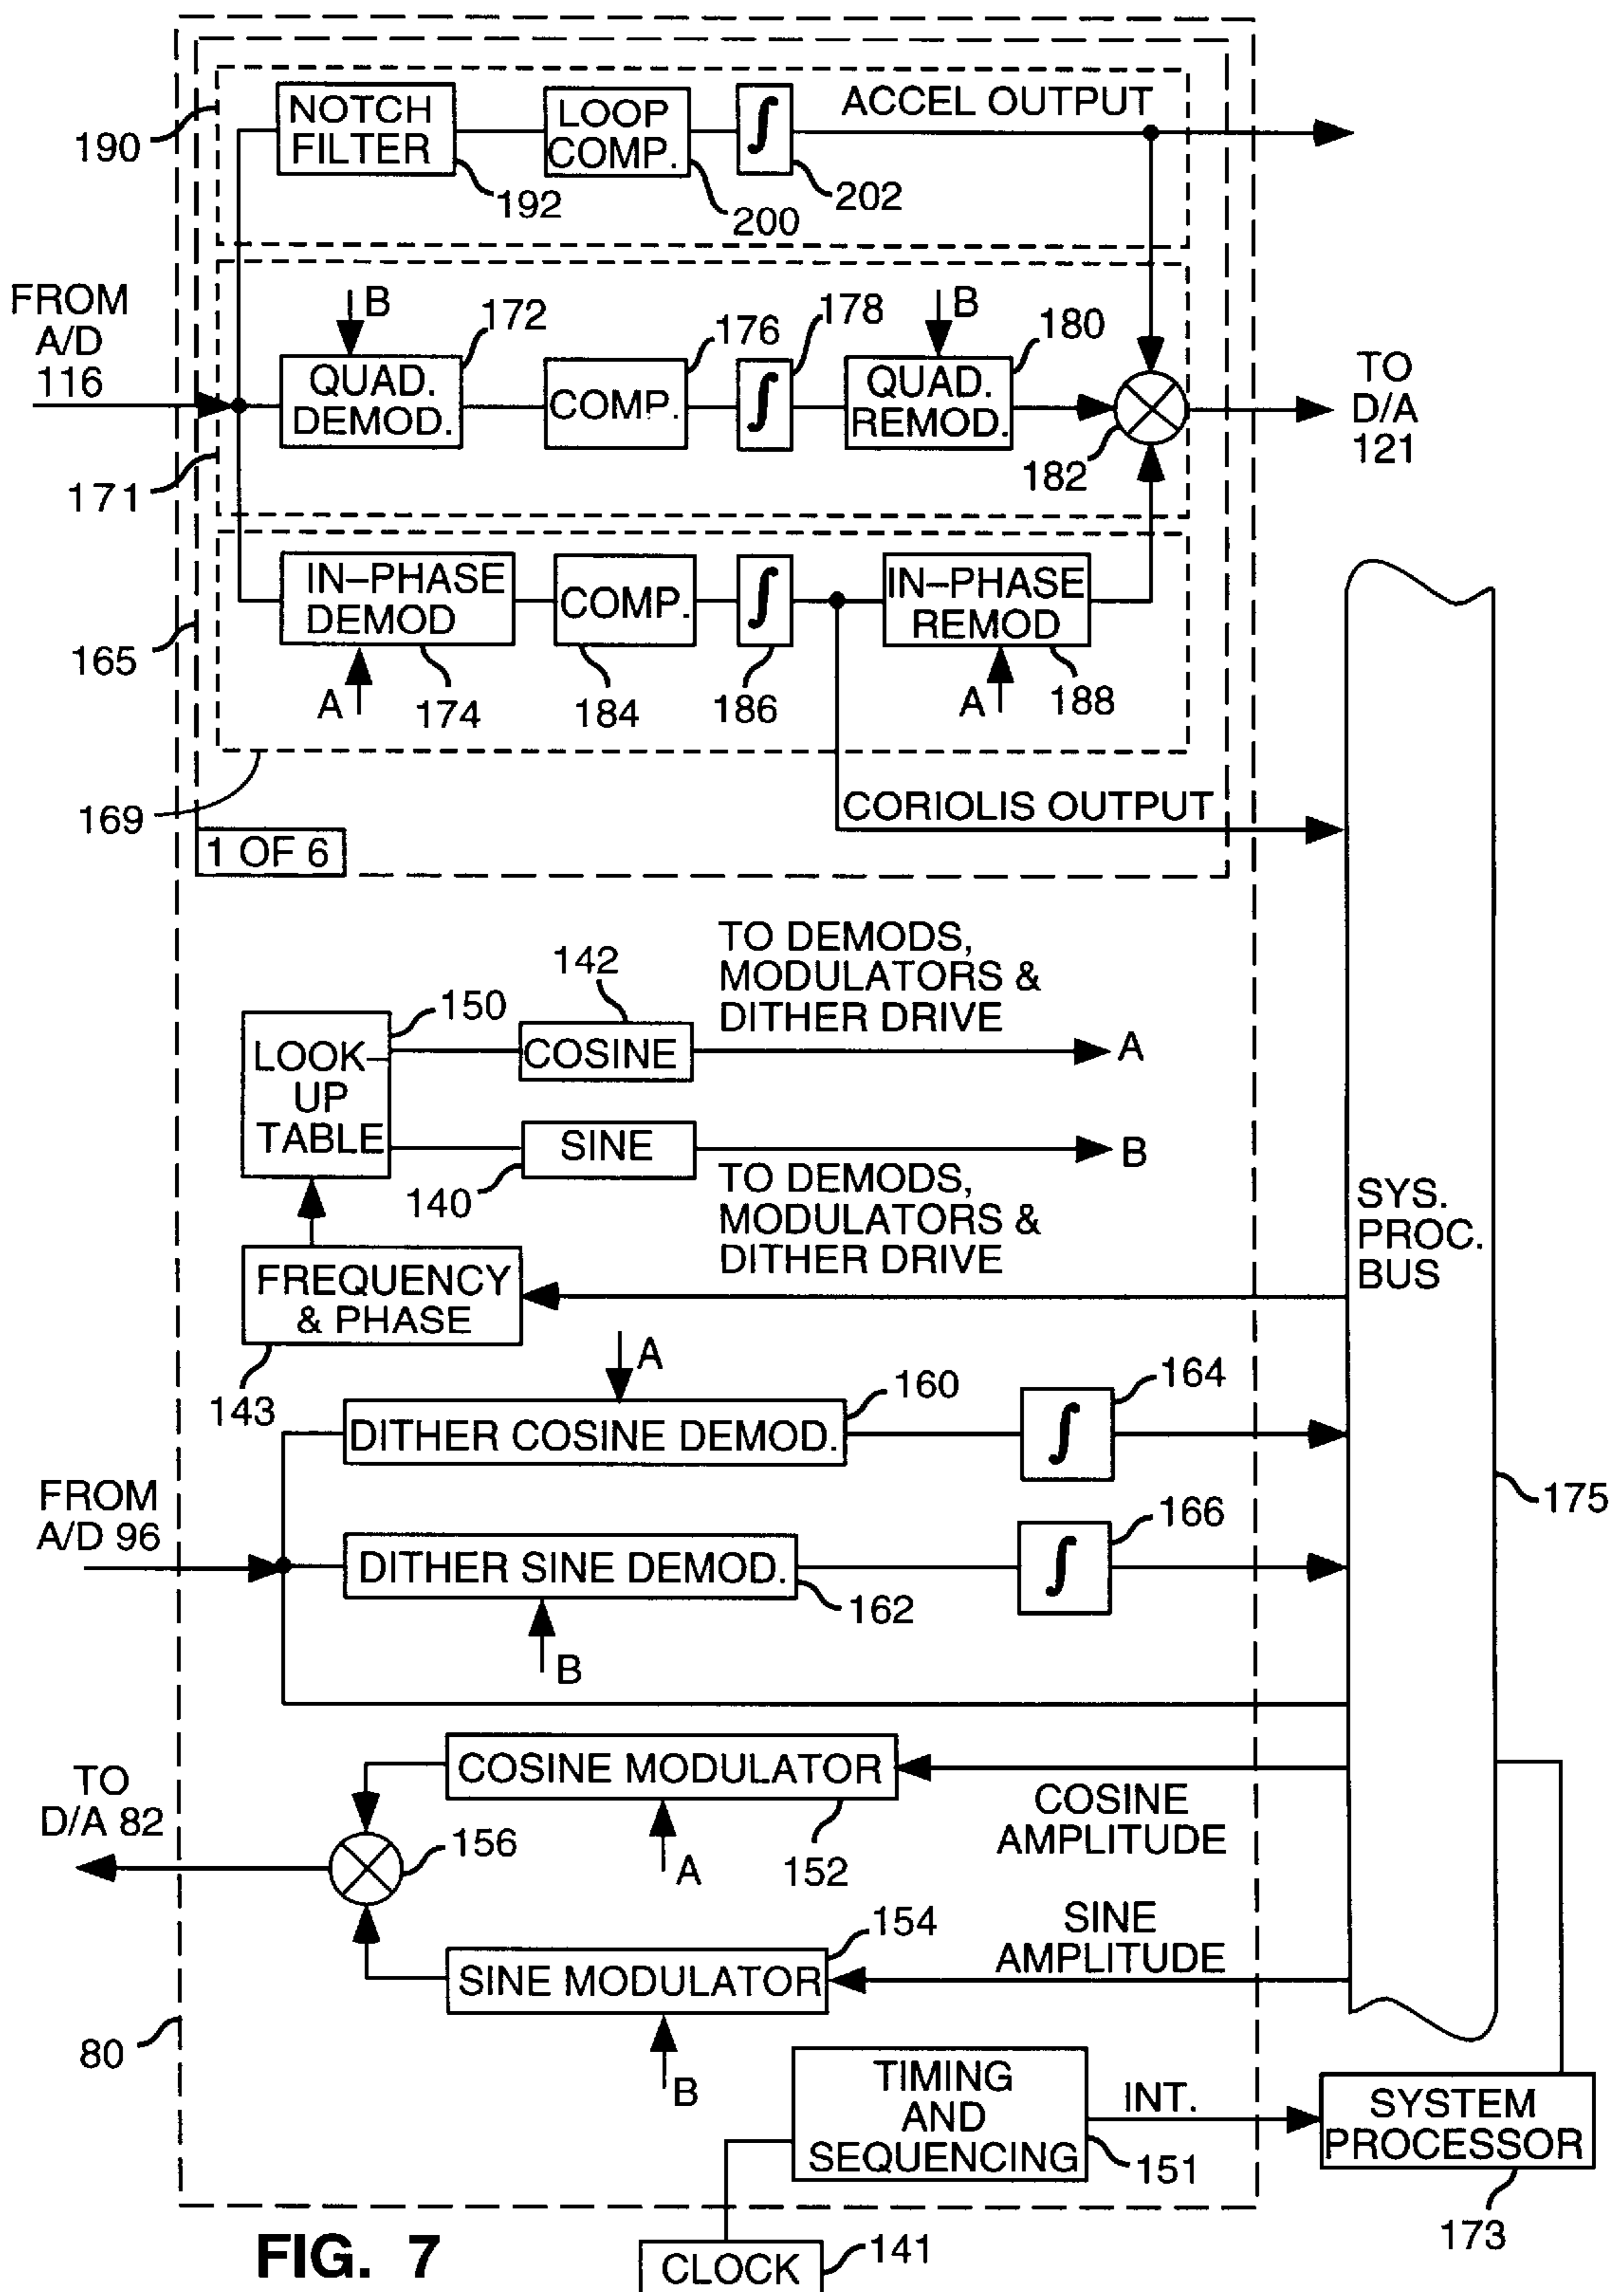 NOTCH
FILTER
LOOP
COMP.
∫
ACCEL OUTPUT
190
192
200
202
FROM
A/D
116
B
172
176
178
B
180
QUAD.
DEMOD.
COMP.
∫
QUAD.
REMOD.
TO
D/A
121
182
171
IN–PHASE
DEMOD
COMP.
∫
IN–PHASE
REMOD
165
A
174
184
186
A
188
169
CORIOLIS OUTPUT
1 OF 6
142
TO DEMODS,
MODULATORS &
DITHER DRIVE
150
LOOK–
UP
TABLE
COSINE
A
SINE
B
140
TO DEMODS,
MODULATORS &
DITHER DRIVE
SYS.
PROC.
BUS
FREQUENCY
& PHASE
143
A
160
164
DITHER COSINE DEMOD.
∫
FROM
A/D 96
175
166
DITHER SINE DEMOD.
∫
162
B
COSINE MODULATOR
TO
D/A 82
COSINE
AMPLITUDE
156
A
152
154
SINE
AMPLITUDE
SINE MODULATOR
80
B
TIMING
AND
SEQUENCING
INT.
SYSTEM
PROCESSOR
151
173
FIG. 7
CLOCK
141